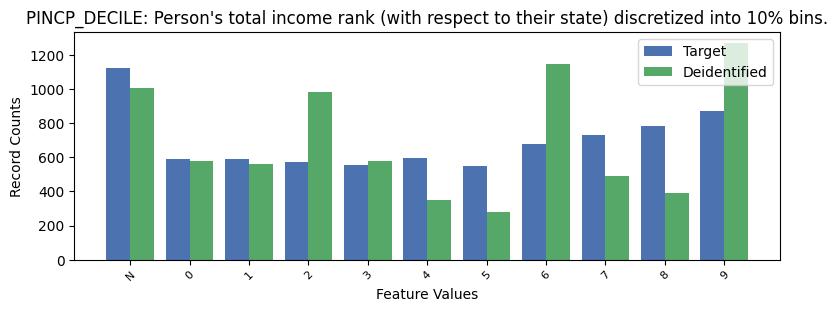 PINCP_DECILE: Person's total income rank (with respect to their state) discretized into 10% bins.
Target
Deidentified
Record Counts
1200
1000
800
600
400
200
0
N 0 1 2 3 4 5 6 7 8 9
Feature Values